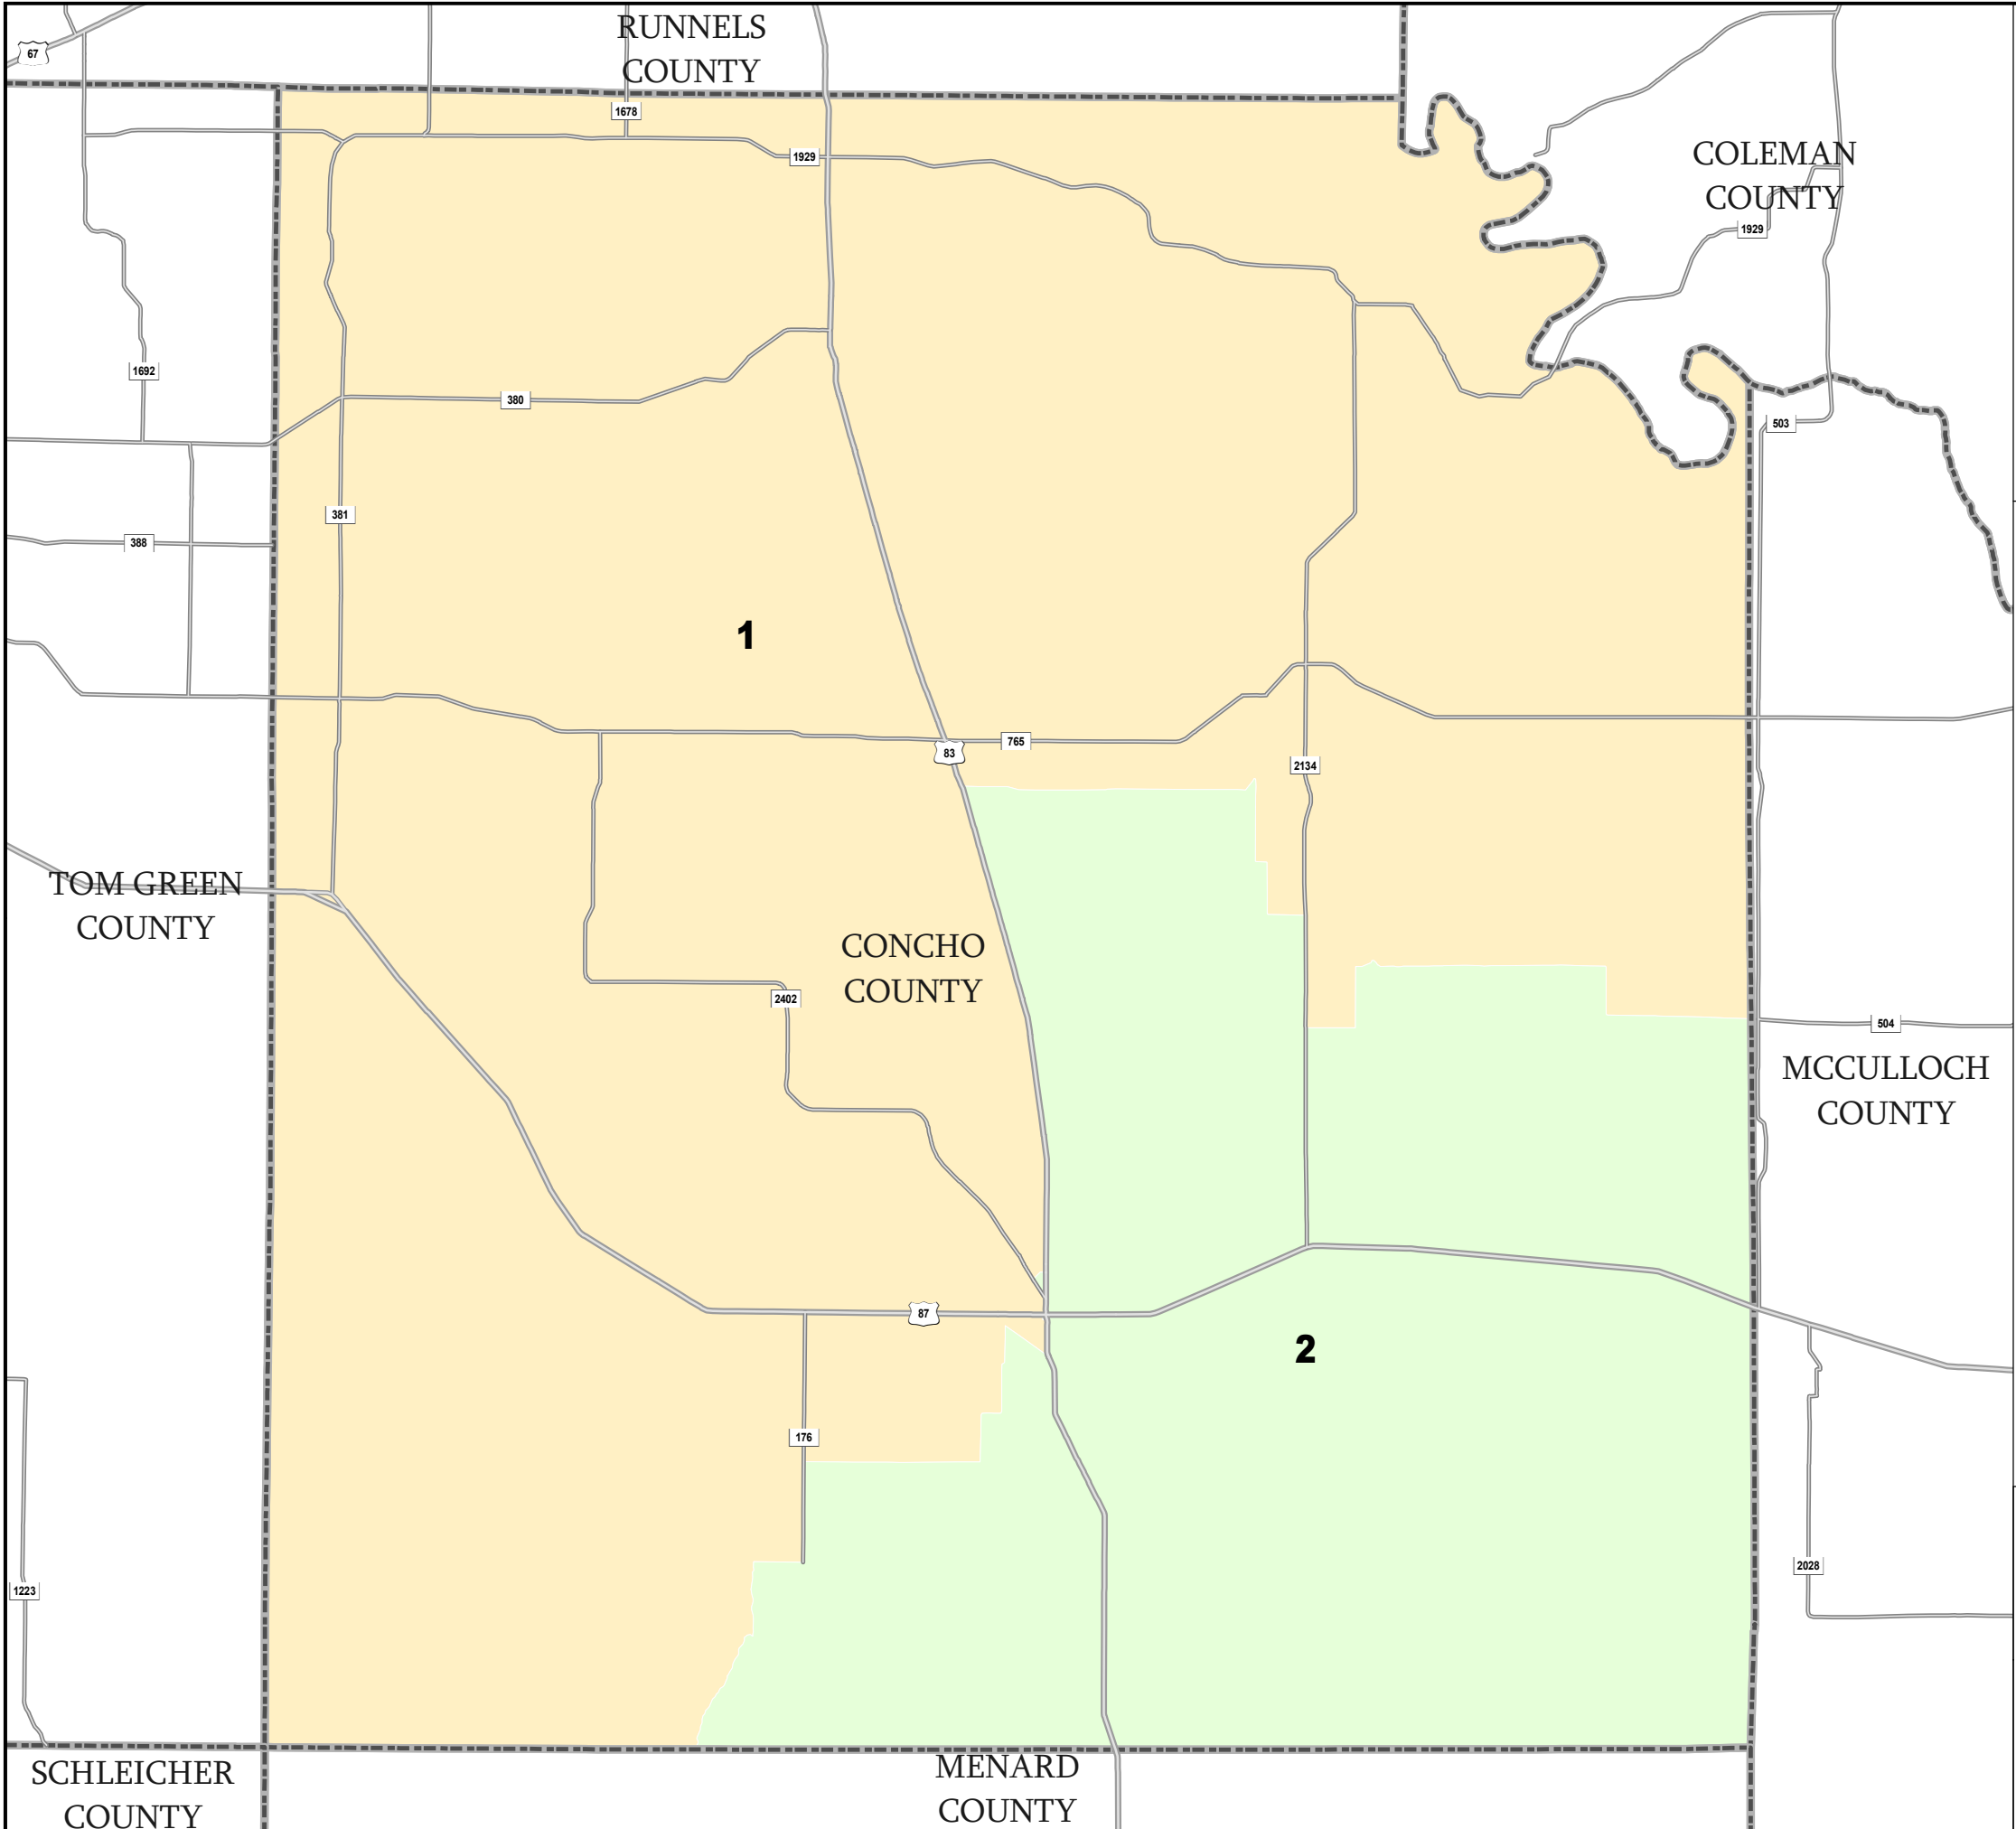 RUNNELS
COUNTY
67
1678
1929
COLEMAN
COUNTY
1929
1692
380
503
381
388
1
83
765
2134
TOM GREEN
COUNTY
CONCHO
COUNTY
2402
504
MCCULLOCH
COUNTY
87
2
176
2028
1223
SCHLEICHER
COUNTY
MENARD
COUNTY